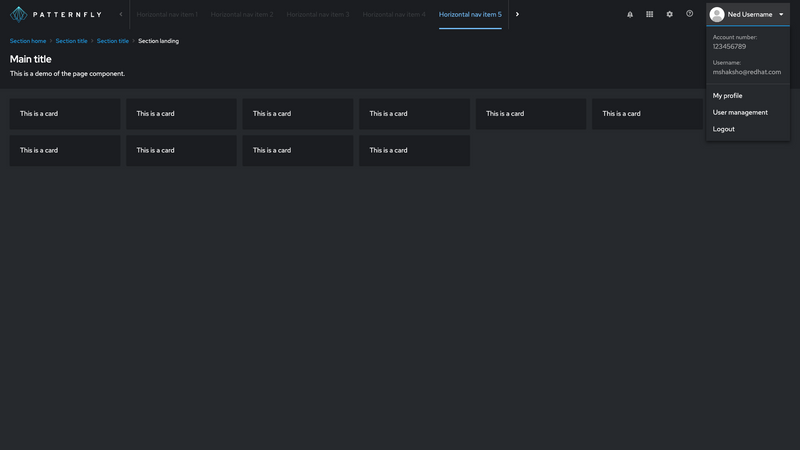 PATTERNFLY
Horizontal nav item 1 Horizontal nav item 2 Horizontal nav item 3 Horizontal nav item 4 Horizontal nav item 5
Ned Username
Account number:
123456789
Username:
mshaksho@redhat.com
My profile
User management
Logout
Section home > Section title > Section title > Section landing
Main title
This is a demo of the page component.
This is a card This is a card This is a card This is a card This is a card This is a card
This is a card This is a card This is a card This is a card